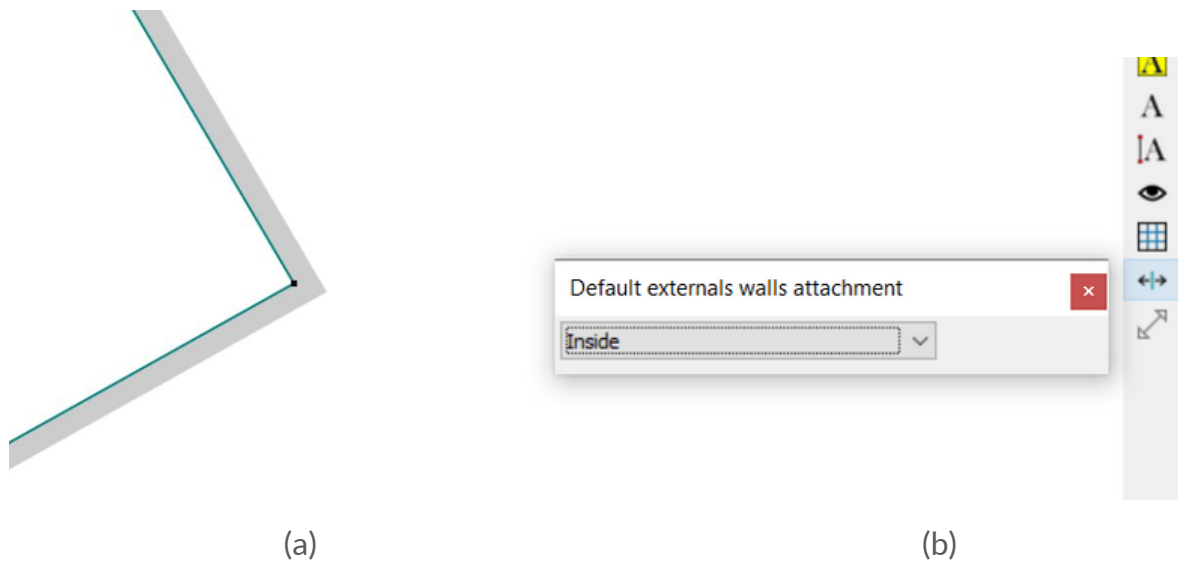 A
A
A
Default externals walls attachment
×
Inside
(a)
(b)